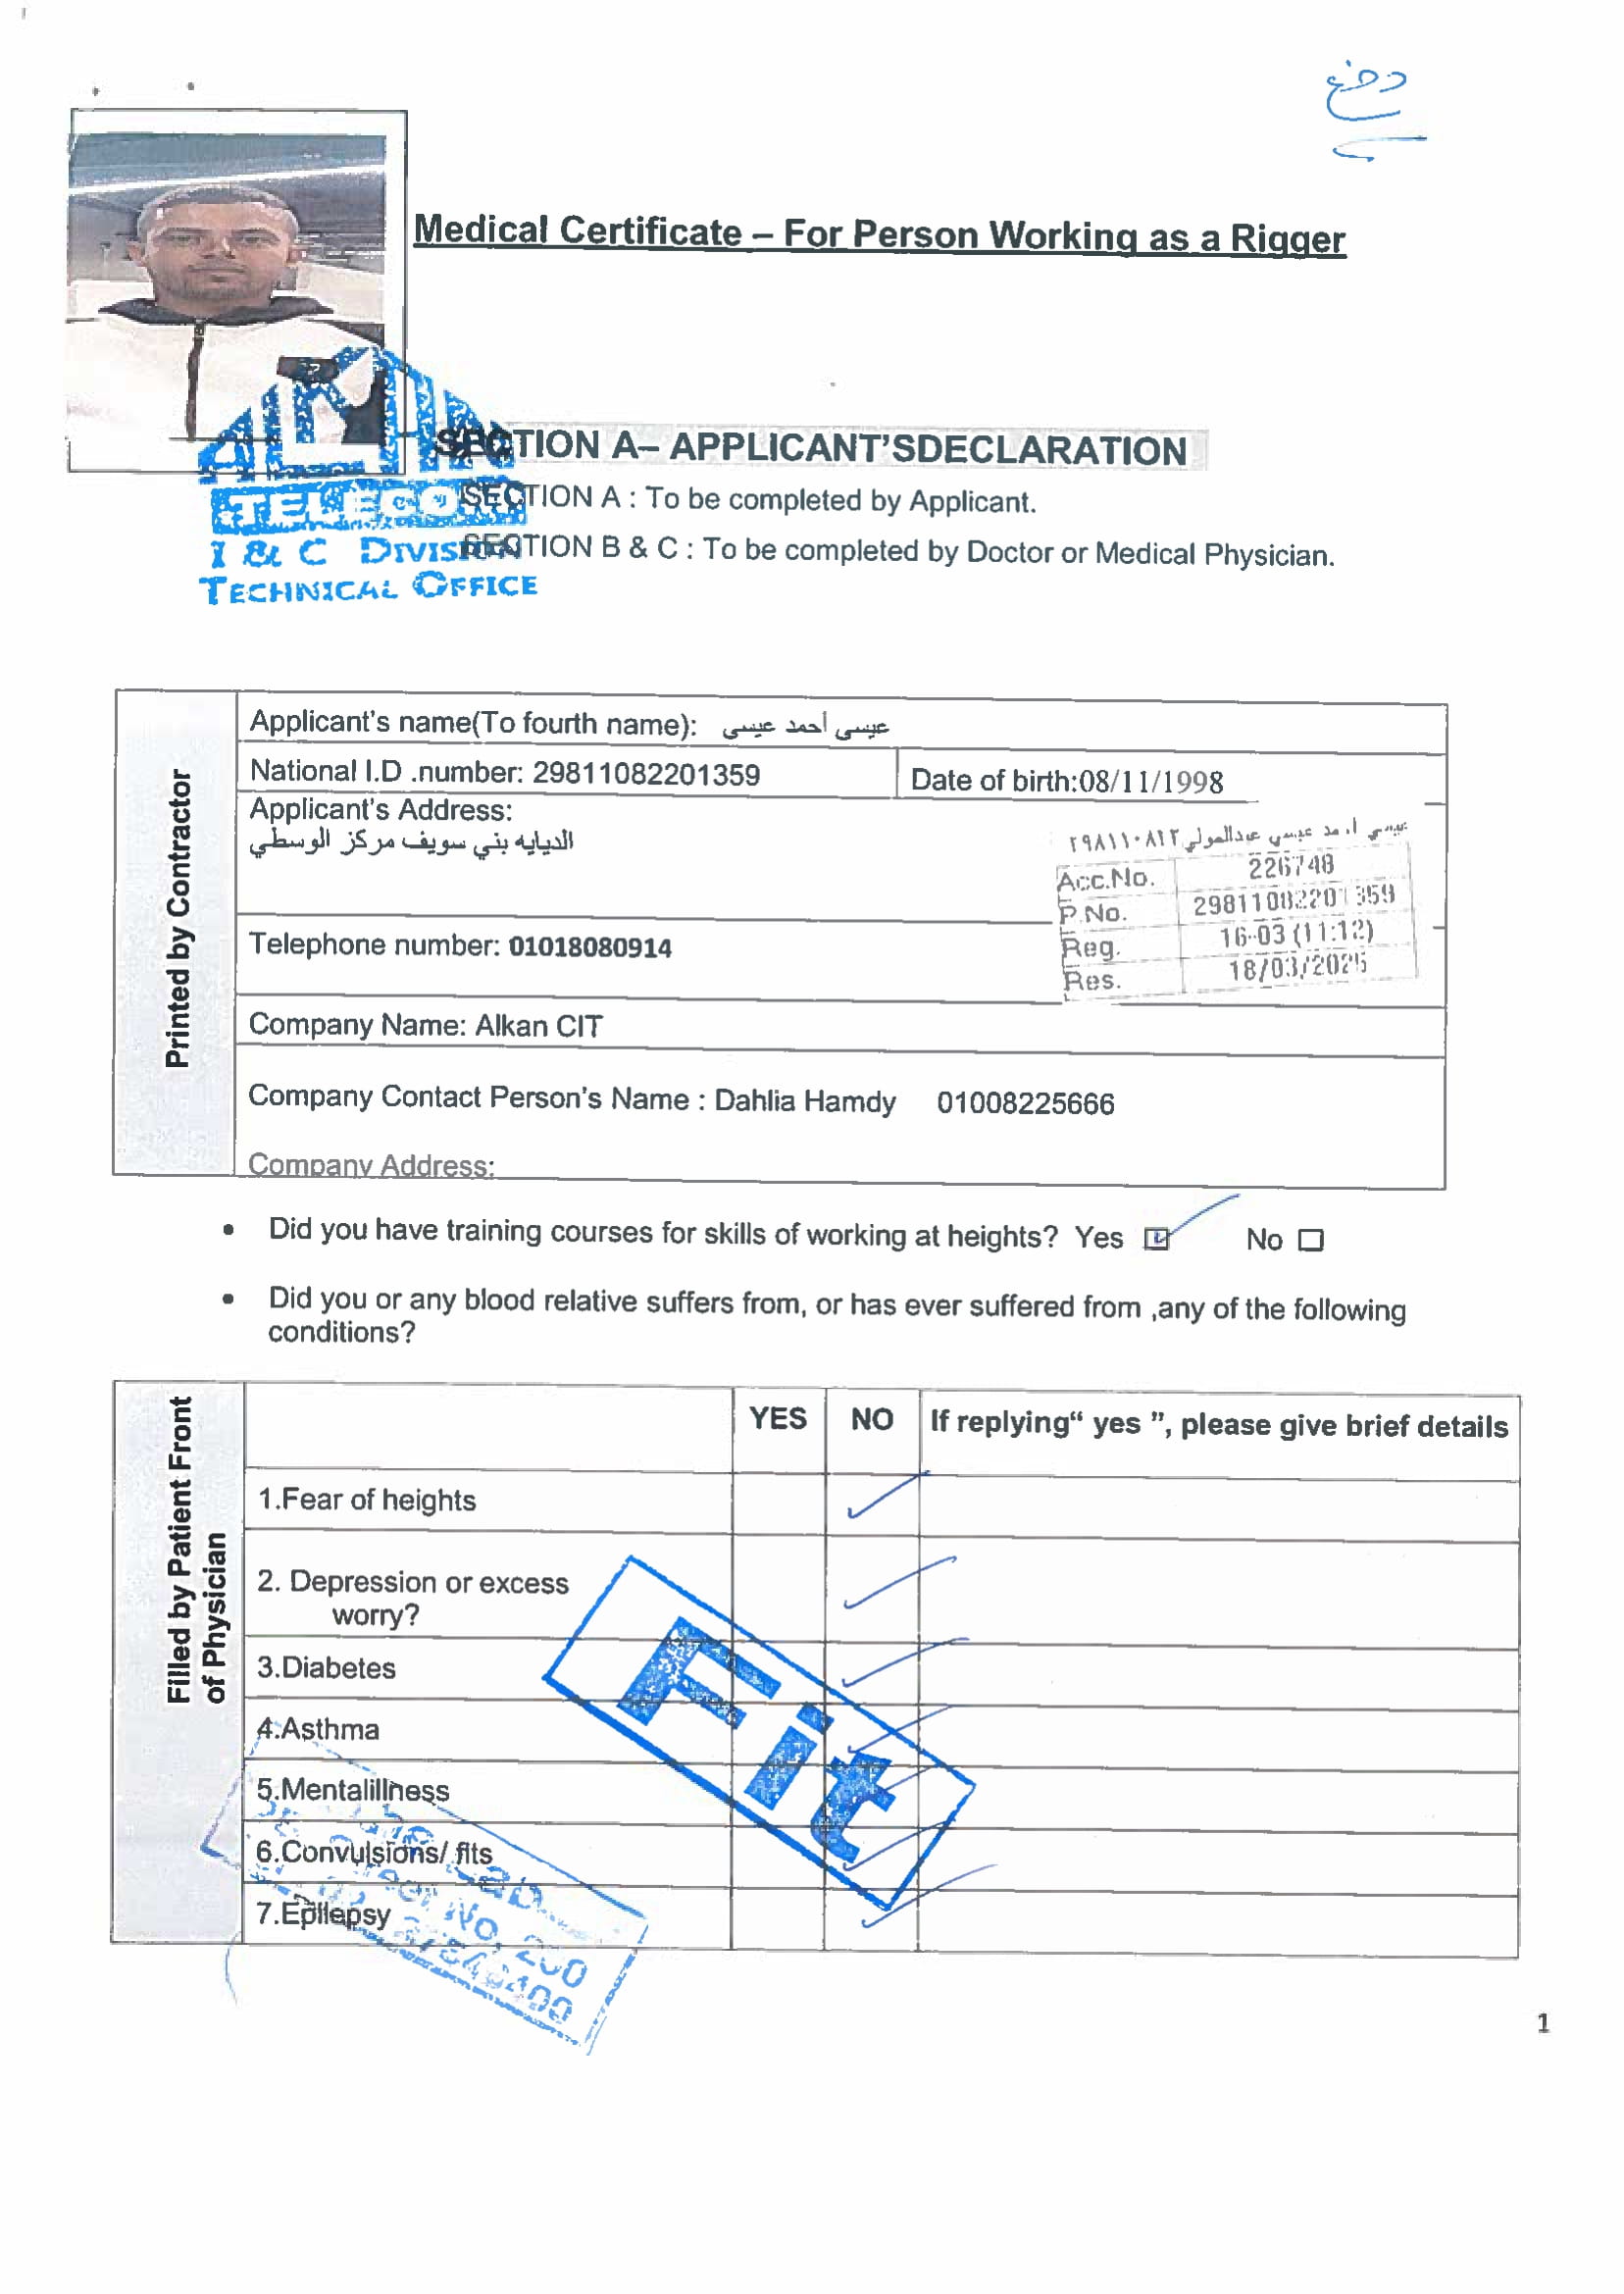 دفع
Medical Certificate – For Person Working as a Rigger
TELECO
I & C DIVISION
TECHNICAL OFFICE
SECTION A– APPLICANT'SDECLARATION
SECTION A : To be completed by Applicant.
SECTION B & C : To be completed by Doctor or Medical Physician.
Printed by Contractor
Applicant's name(To fourth name): عيسى أحمد عيسى
National I.D .number: 29811082201359 Date of birth:08/11/1998
Applicant's Address:
الديابه بني سويف مركز الوسطي
عيسي احمد عيسي عبدالمولي ٢٩٨١١٠٨٢٢
Acc.No. 226748
P.No. 29811082201359
Reg. 16-03 (11:12)
Res. 18/03/2025
Telephone number: 01018080914
Company Name: Alkan CIT
Company Contact Person's Name : Dahlia Hamdy 01008225666
Company Address:
• Did you have training courses for skills of working at heights? Yes ☑ No ☐
• Did you or any blood relative suffers from, or has ever suffered from ,any of the following
conditions?
Filled by Patient Front
of Physician
YES NO If replying“ yes ”, please give brief details
1.Fear of heights ✓
2. Depression or excess
worry? ✓
3.Diabetes ✓
4.Asthma ✓
5.Mentalillness ✓
6.Convulsions/ fits ✓
7.Epilepsy ✓
Fit
Lab
No. 200
1